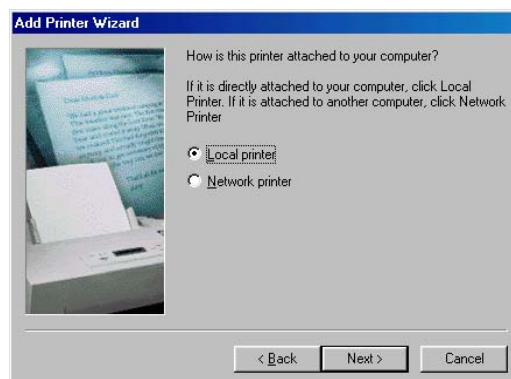 Add Printer Wizard
How is this printer attached to your computer?
If it is directly attached to your computer, click Local
Printer. If it is attached to another computer, click Network
Printer
Local printer
Network printer
< Back
Next >
Cancel